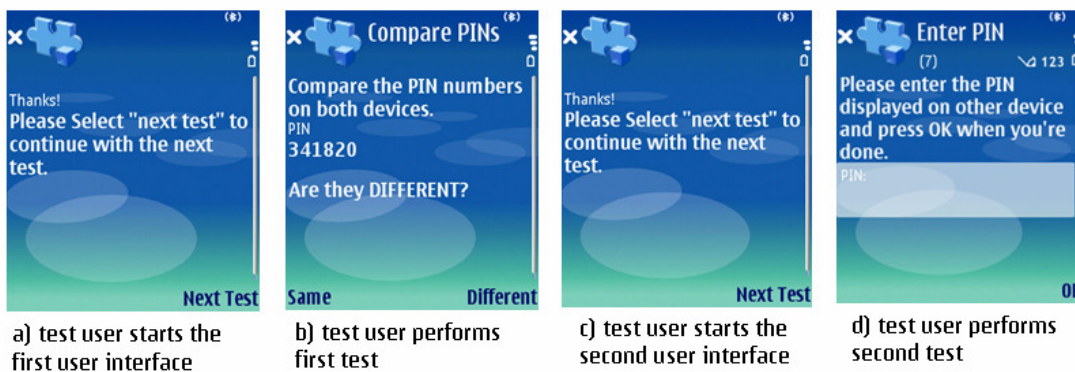 Thanks!
Please Select "next test" to
continue with the next
test.
Next Test
a) test user starts the
first user interface
Compare PINs
Compare the PIN numbers
on both devices.
PIN
341820
Are they DIFFERENT?
Same Different
b) test user performs
first test
Thanks!
Please Select "next test" to
continue with the next
test.
Next Test
c) test user starts the
second user interface
Enter PIN
(7) 123
Please enter the PIN
displayed on other device
and press OK when you're
done.
PIN:
d) test user performs
second test